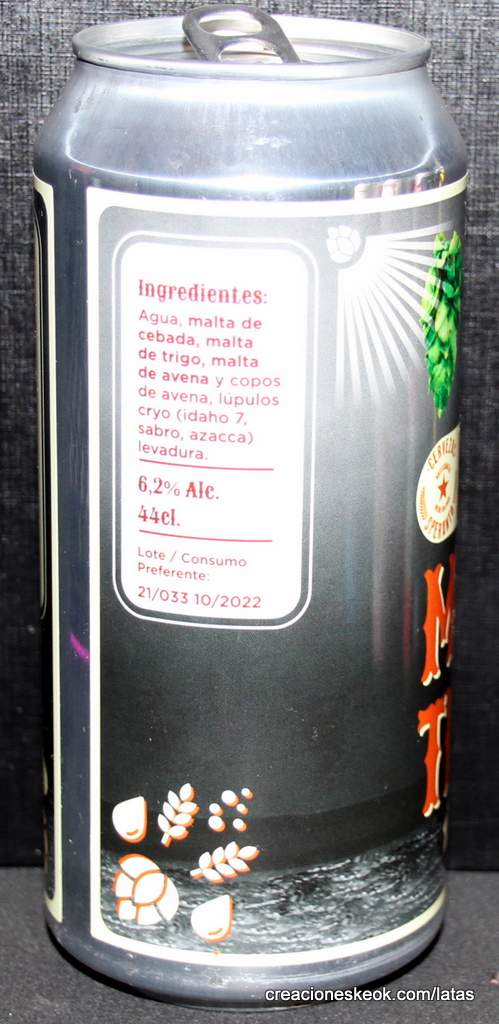 Ingredientes:
Agua, malta de
cebada, malta
de trigo, malta
de avena y copos
de avena, lúpulos
cryo (idaho 7,
sabro, azacca)
levadura.
6,2% Alc.
44cl.
Lote / Consumo
Preferente:
21/033 10/2022
creacioneskeok.com/latas